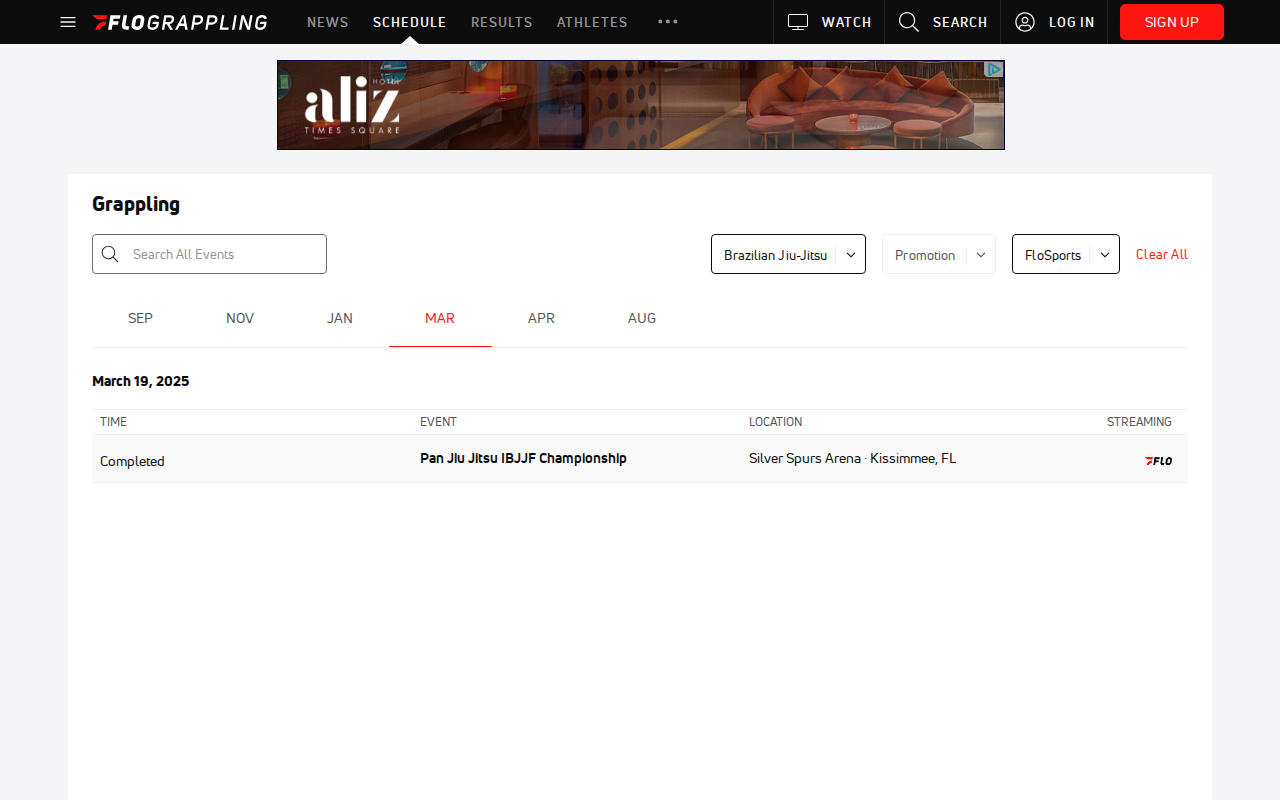 FLOGRAPPLING
NEWS
SCHEDULE
RESULTS
ATHLETES
WATCH
SEARCH
LOG IN
SIGN UP
HOTEL
aliz
TIMES SQUARE
Grappling
Search All Events
Brazilian Jiu-Jitsu
Promotion
FloSports
Clear All
SEP
NOV
JAN
MAR
APR
AUG
March 19, 2025
TIME
EVENT
LOCATION
STREAMING
Completed
Pan Jiu Jitsu IBJJF Championship
Silver Spurs Arena · Kissimmee, FL
FLO